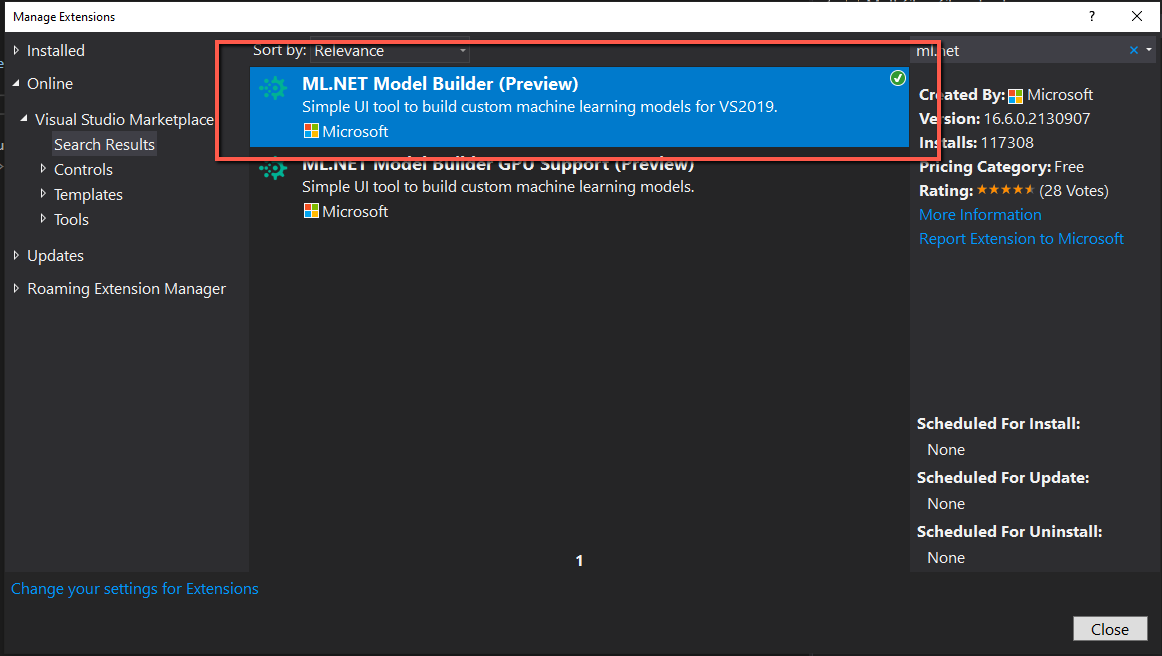 Manage Extensions
?
Installed
Online
Visual Studio Marketplace
Search Results
Controls
Templates
Tools
Updates
Roaming Extension Manager
Change your settings for Extensions
Sort by: Relevance
ML.NET Model Builder (Preview)
Simple UI tool to build custom machine learning models for VS2019.
Microsoft
ML.NET Model Builder GPU Support (Preview)
Simple UI tool to build custom machine learning models.
Microsoft
1
ml.net
Created By: Microsoft
Version: 16.6.0.2130907
Installs: 117308
Pricing Category: Free
Rating: (28 Votes)
More Information
Report Extension to Microsoft
Scheduled For Install:
None
Scheduled For Update:
None
Scheduled For Uninstall:
None
Close